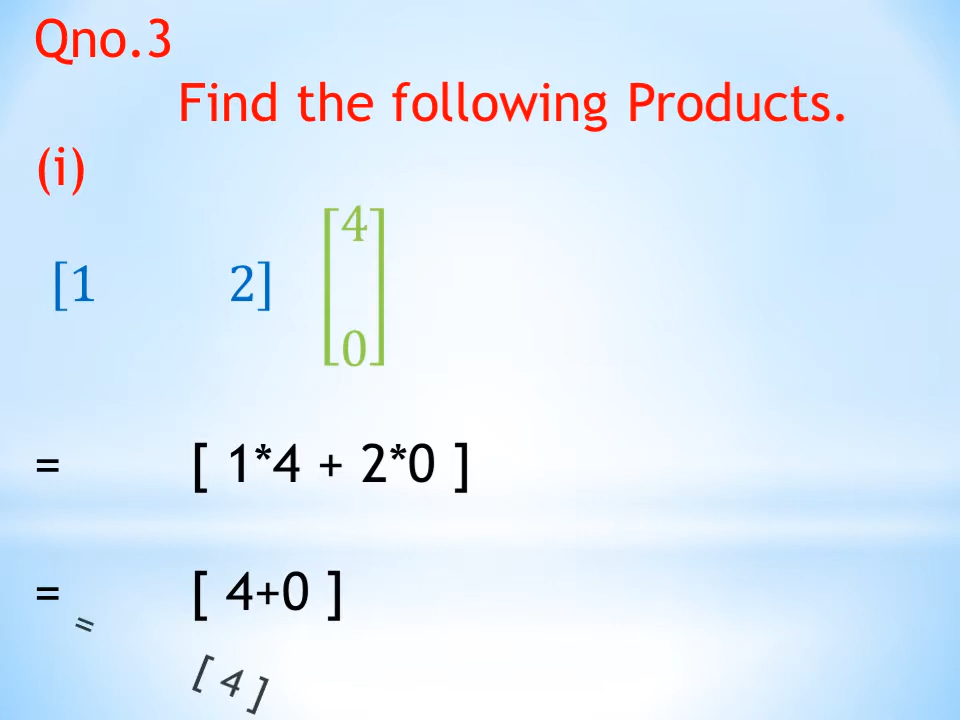 Qno.3
Find the following Products.
(i)
[1 2] [4
0]
= [ 1*4 + 2*0 ]
= [ 4+0 ]
= [ 4 ]